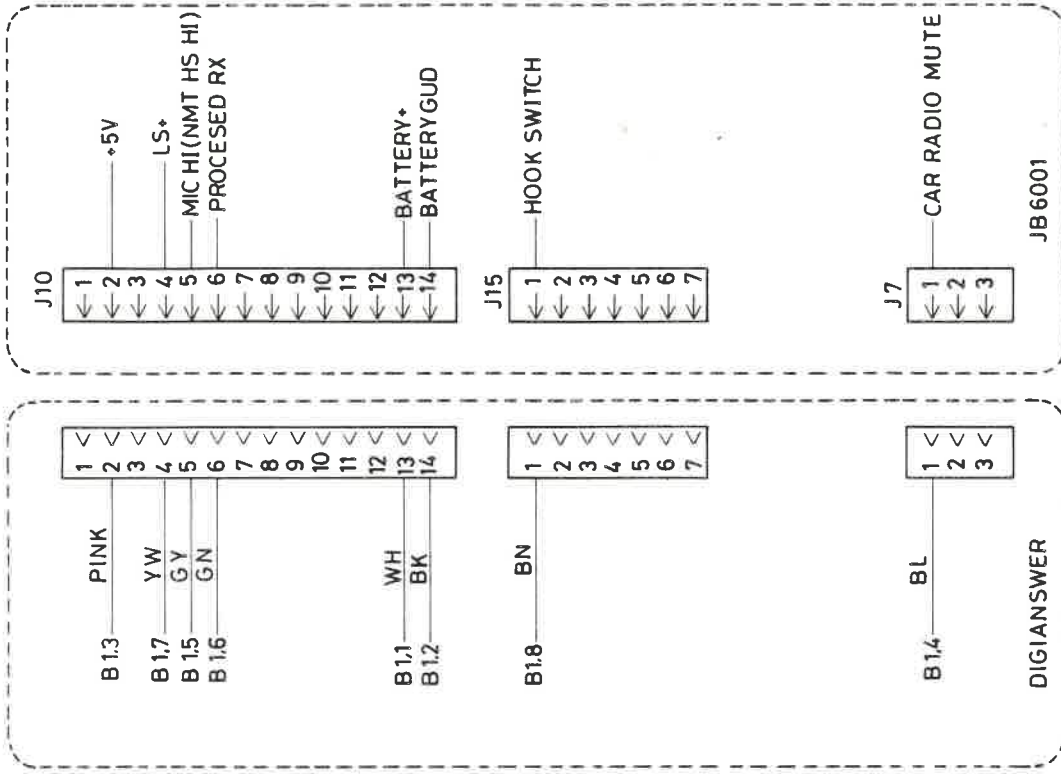 J10
1
2 +5V
3
4 LS+
5 MIC HI(NMT HS HI)
6 PROCESED RX
7
8
9
10
11
12
13 BATTERY+
14 BATTERYGUD
J15
1 HOOK SWITCH
2
3
4
5
6
7
J7
1 CAR RADIO MUTE
2
3
JB6001
1
B1,3 PINK 2
3
B1,7 YW 4
B1,5 GY 5
B1,6 GN 6
7
8
9
10
11
12
B1,1 WH 13
B1,2 BK 14
B1,8 BN 1
2
3
4
5
6
7
B1,4 BL 1
2
3
DIGIANSWER